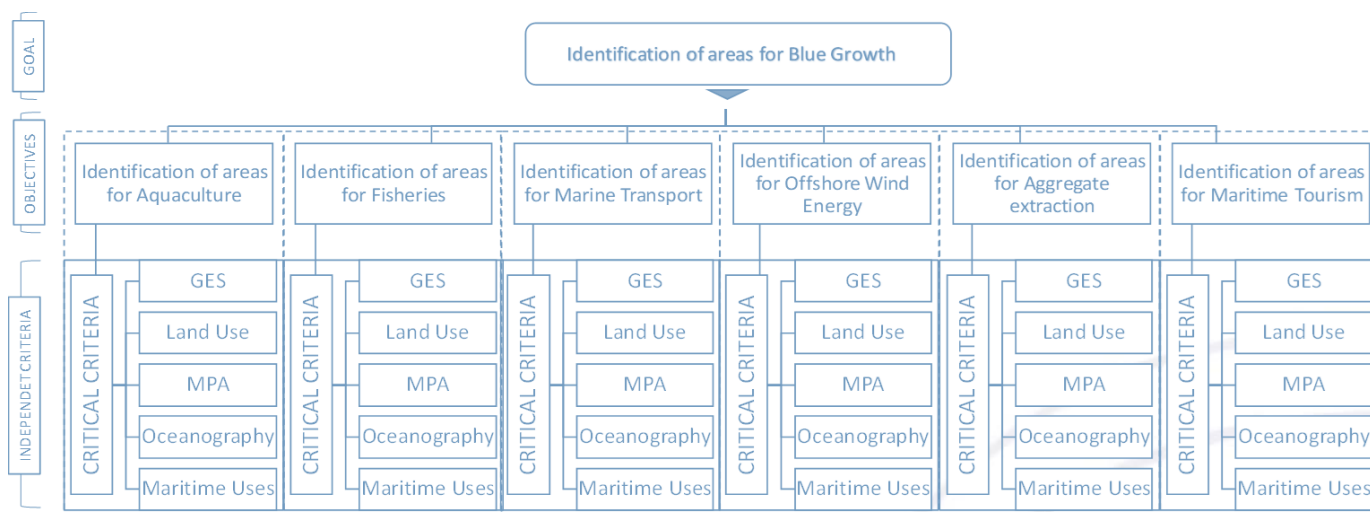 GOAL
Identification of areas for Blue Growth
OBJECTIVES
Identification of areas
for Aquaculture
Identification of areas
for Fisheries
Identification of areas
for Marine Transport
Identification of areas
for Offshore Wind
Energy
Identification of areas
for Aggregate
extraction
Identification of areas
for Maritime Tourism
INDEPENDET CRITERIA
CRITICAL CRITERIA
GES
Land Use
MPA
Oceanography
Maritime Uses
CRITICAL CRITERIA
GES
Land Use
MPA
Oceanography
Maritime Uses
CRITICAL CRITERIA
GES
Land Use
MPA
Oceanography
Maritime Uses
CRITICAL CRITERIA
GES
Land Use
MPA
Oceanography
Maritime Uses
CRITICAL CRITERIA
GES
Land Use
MPA
Oceanography
Maritime Uses
CRITICAL CRITERIA
GES
Land Use
MPA
Oceanography
Maritime Uses